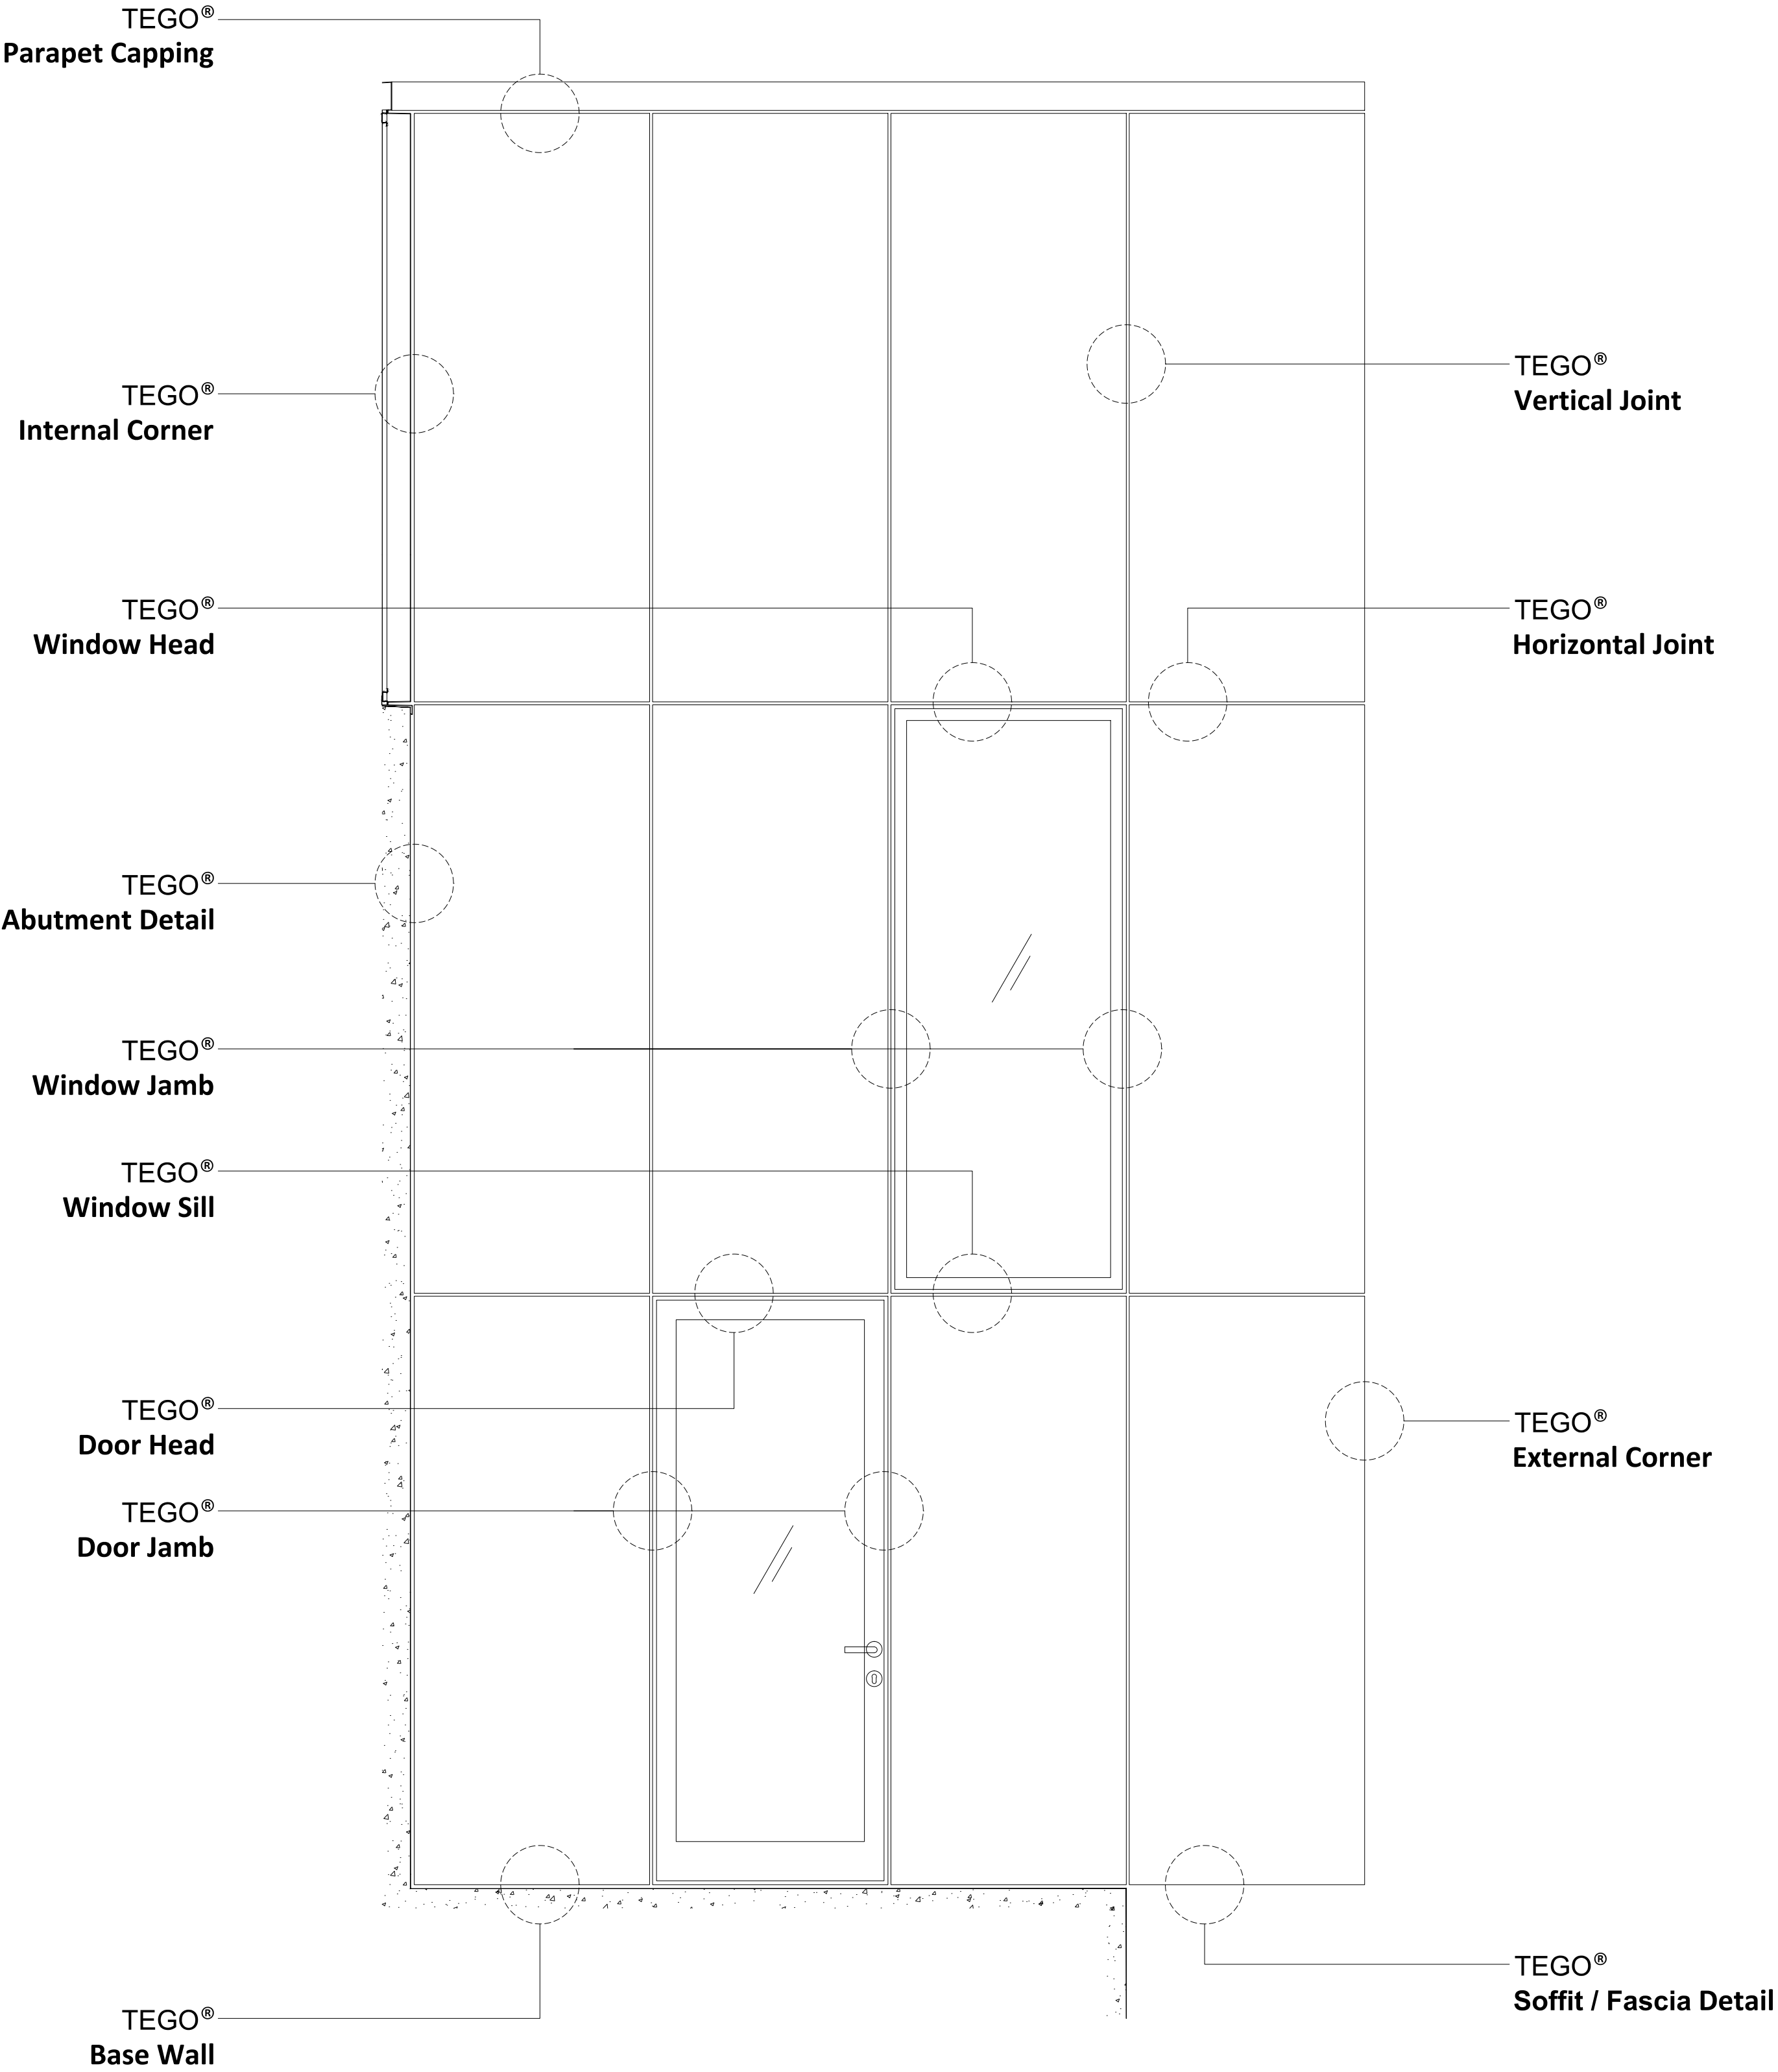 TEGO®
Parapet Capping
TEGO®
Internal Corner
TEGO®
Vertical Joint
TEGO®
Window Head
TEGO®
Horizontal Joint
TEGO®
Abutment Detail
TEGO®
Window Jamb
TEGO®
Window Sill
TEGO®
Door Head
TEGO®
External Corner
TEGO®
Door Jamb
TEGO®
Soffit / Fascia Detail
TEGO®
Base Wall